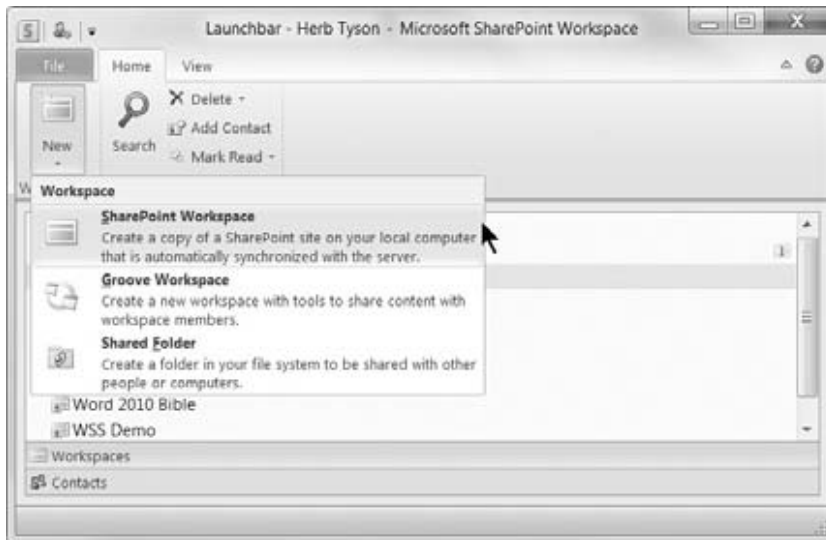 Launchbar - Herb Tyson - Microsoft SharePoint Workspace
File Home View
New
Search
Delete
Add Contact
Mark Read
W
Workspace
SharePoint Workspace
Create a copy of a SharePoint site on your local computer
that is automatically synchronized with the server.
1
Groove Workspace
Create a new workspace with tools to share content with
workspace members.
Shared Folder
Create a folder in your file system to be shared with other
people or computers.
Word 2010 Bible
WSS Demo
Workspaces
Contacts